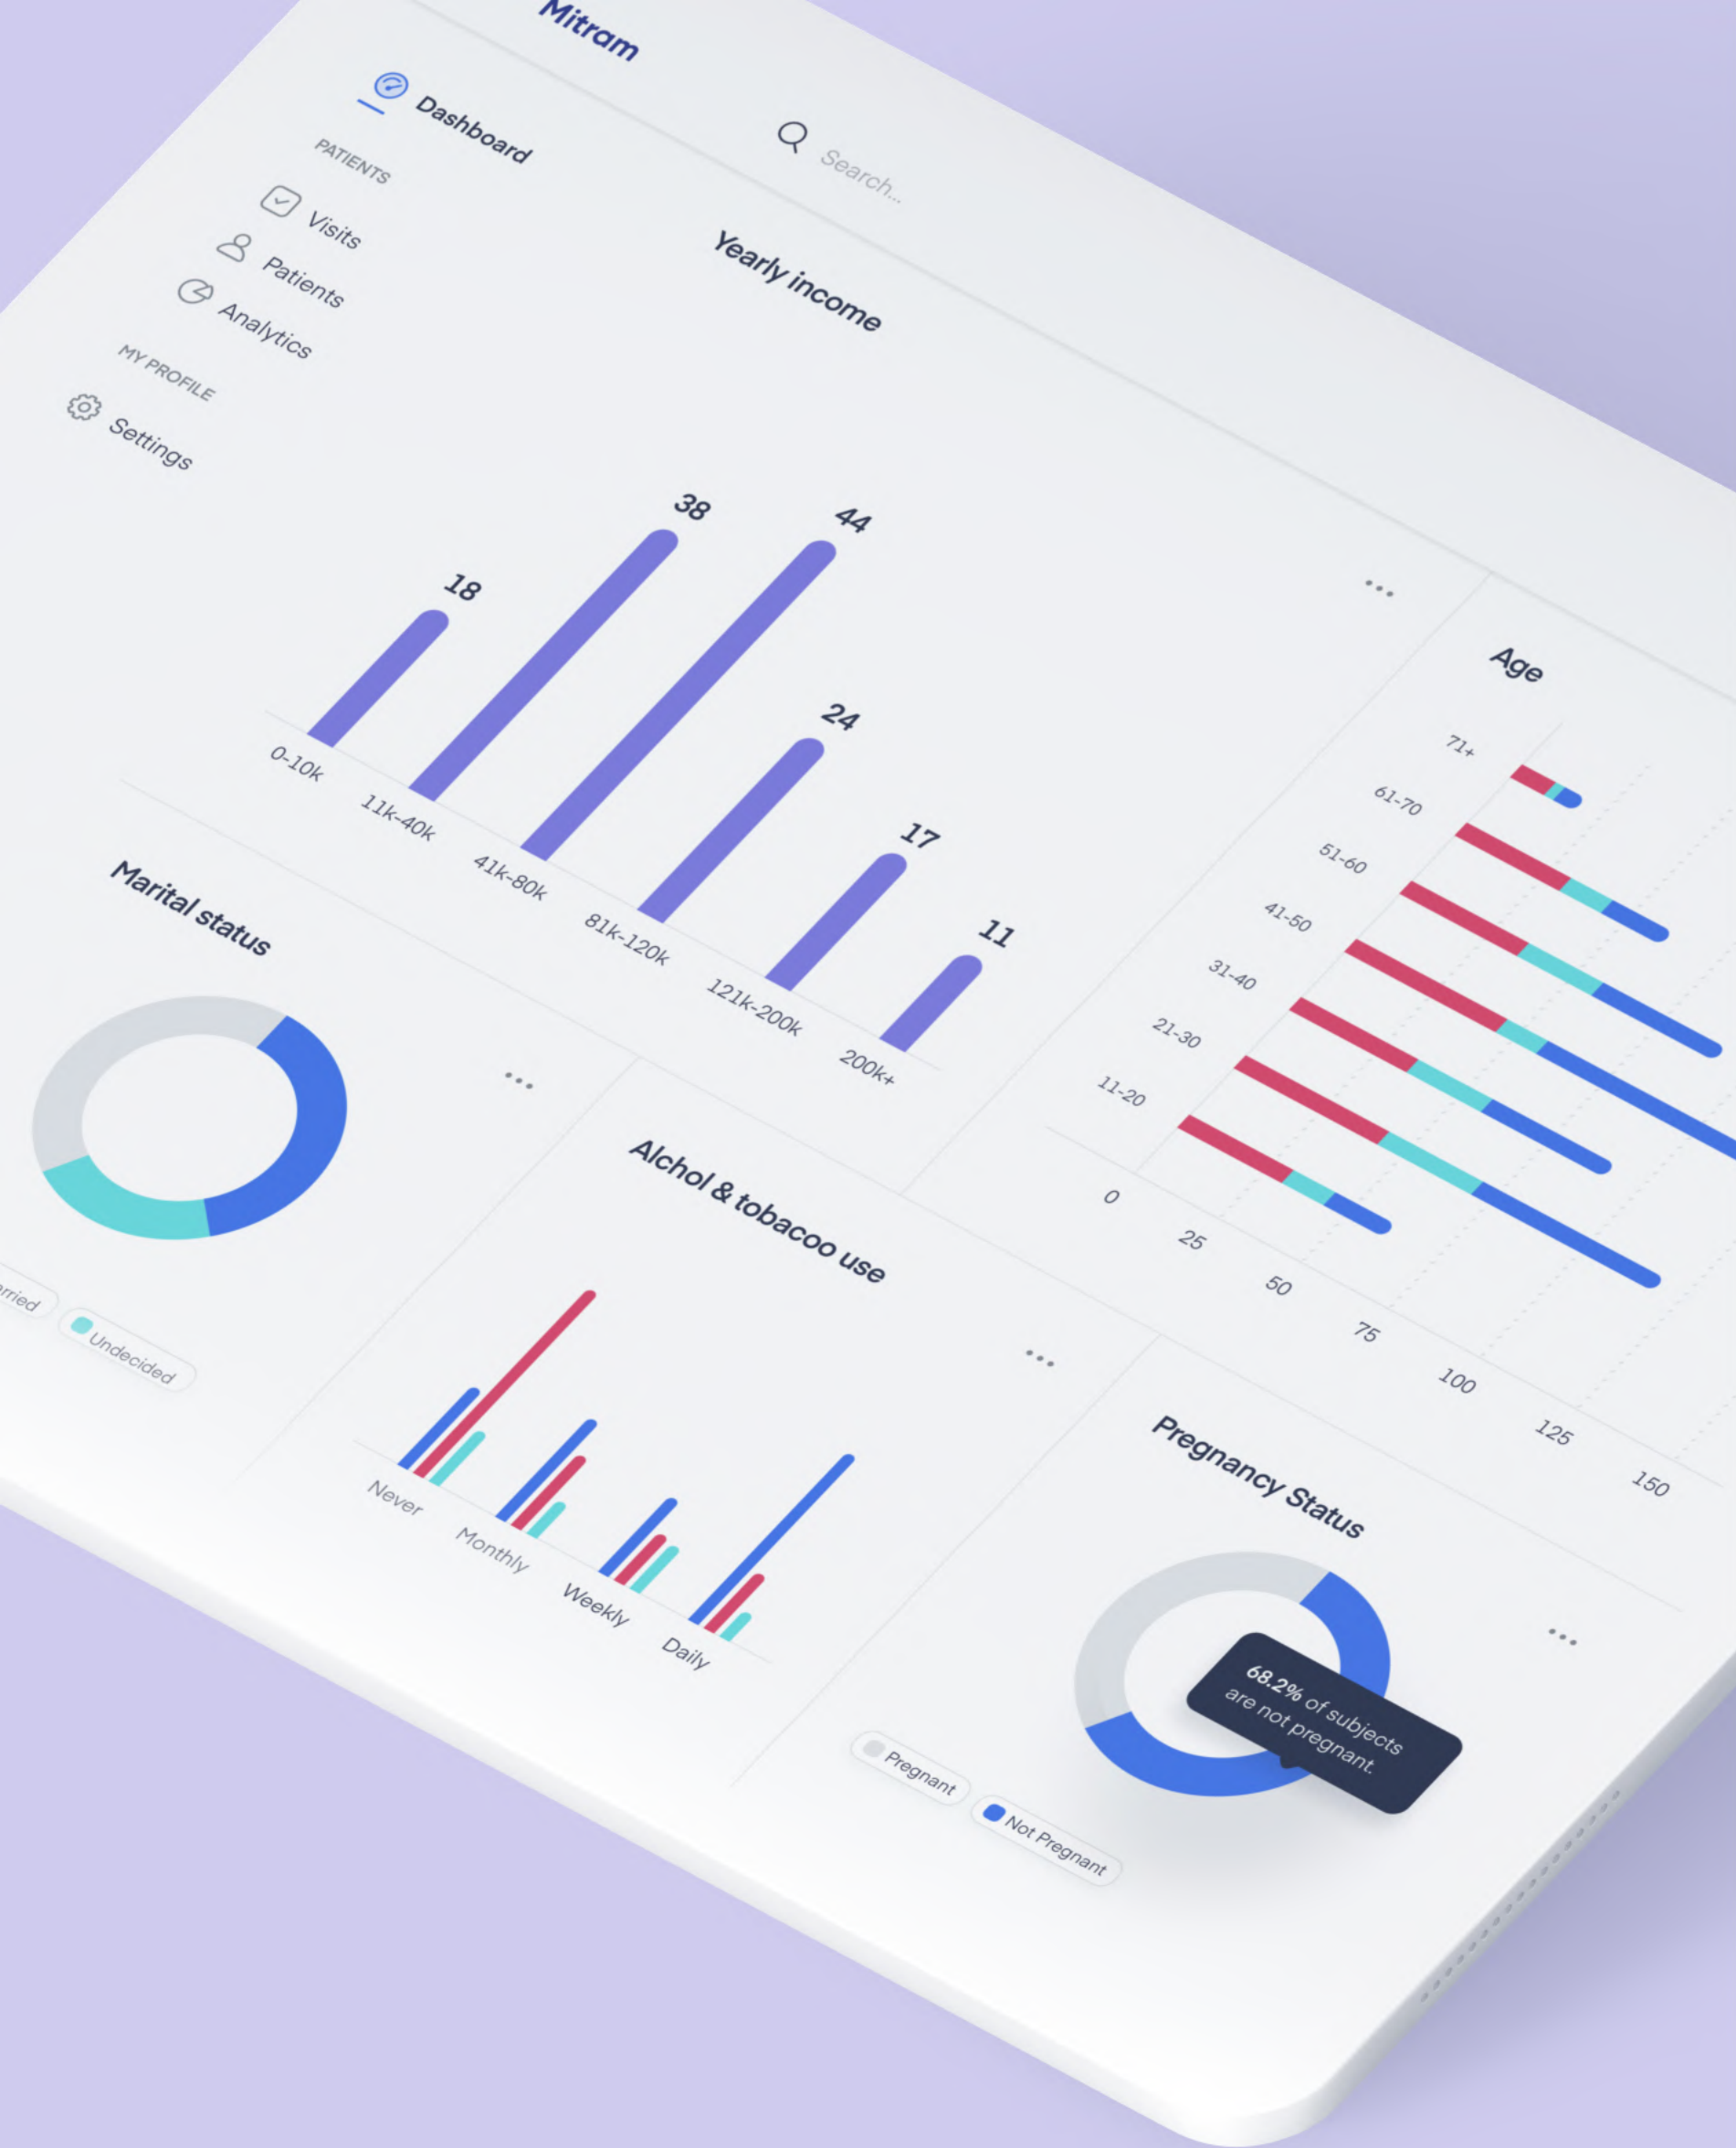 Mitram
Dashboard
PATIENTS
Visits
Patients
Analytics
MY PROFILE
Settings
Search...
Yearly income
18
38
44
24
17
11
0-10k
11k-40k
41k-80k
81k-120k
121k-200k
200k+
Age
71+
61-70
51-60
41-50
31-40
21-30
11-20
0
25
50
75
100
125
150
Marital status
Undecided
Alchol & tobacoo use
Never
Monthly
Weekly
Daily
Pregnancy Status
68.2% of subjects
are not pregnant.
Pregnant
Not Pregnant